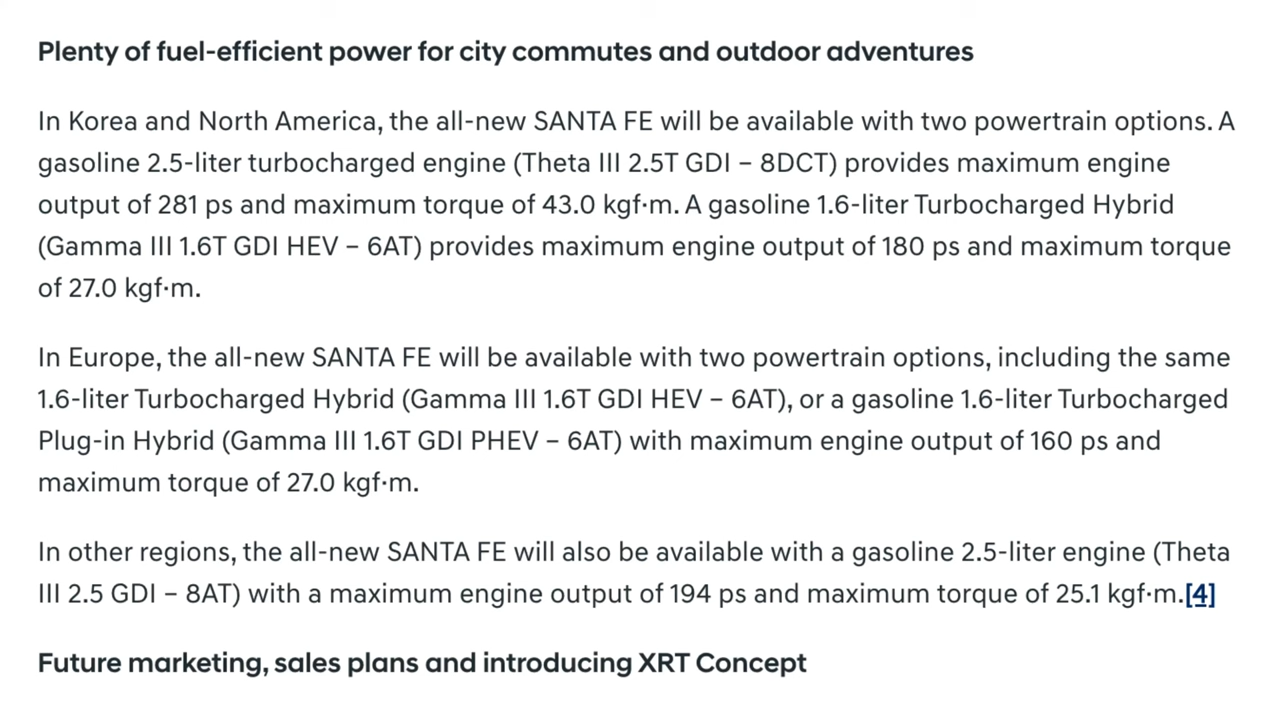 Plenty of fuel-efficient power for city commutes and outdoor adventures
In Korea and North America, the all-new SANTA FE will be available with two powertrain options. A
gasoline 2.5-liter turbocharged engine (Theta III 2.5T GDI – 8DCT) provides maximum engine
output of 281 ps and maximum torque of 43.0 kgf·m. A gasoline 1.6-liter Turbocharged Hybrid
(Gamma III 1.6T GDI HEV – 6AT) provides maximum engine output of 180 ps and maximum torque
of 27.0 kgf·m.
In Europe, the all-new SANTA FE will be available with two powertrain options, including the same
1.6-liter Turbocharged Hybrid (Gamma III 1.6T GDI HEV – 6AT), or a gasoline 1.6-liter Turbocharged
Plug-in Hybrid (Gamma III 1.6T GDI PHEV – 6AT) with maximum engine output of 160 ps and
maximum torque of 27.0 kgf·m.
In other regions, the all-new SANTA FE will also be available with a gasoline 2.5-liter engine (Theta
III 2.5 GDI – 8AT) with a maximum engine output of 194 ps and maximum torque of 25.1 kgf·m.[4]
Future marketing, sales plans and introducing XRT Concept